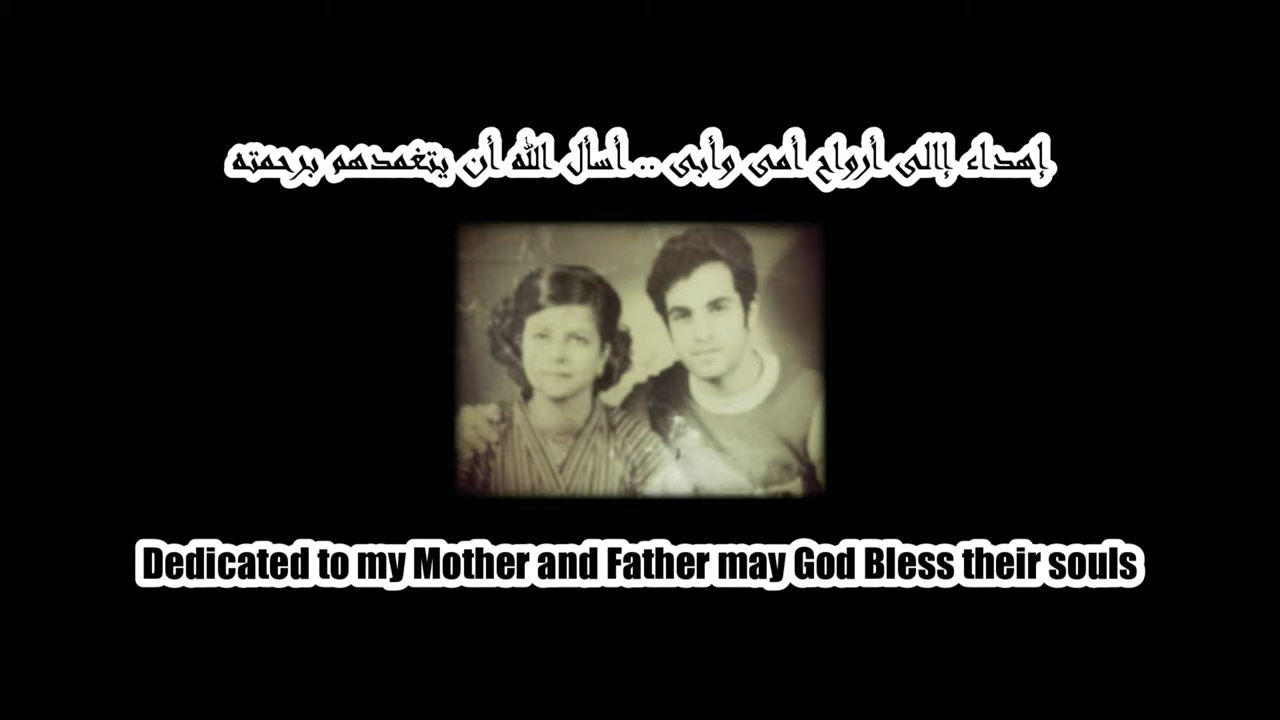 إهداء إلى أرواح أمى وأبى .. أسأل الله أن يتغمدهم برحمته
Dedicated to my Mother and Father may God Bless their souls